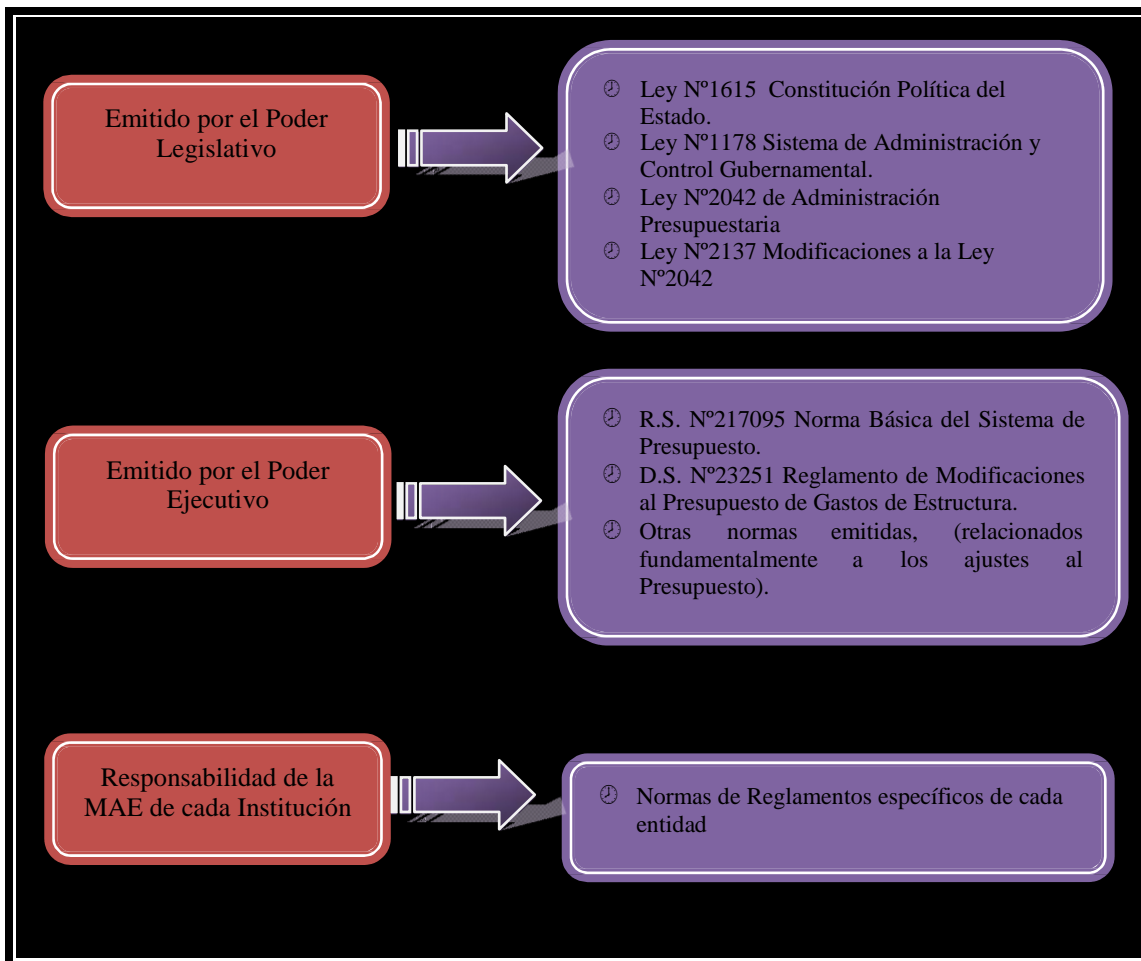 Emitido por el Poder
Legislativo
Ley Nº1615 Constitución Política del
Estado.
Ley Nº1178 Sistema de Administración y
Control Gubernamental.
Ley Nº2042 de Administración
Presupuestaria
Ley Nº2137 Modificaciones a la Ley
Nº2042
Emitido por el Poder
Ejecutivo
R.S. Nº217095 Norma Básica del Sistema de
Presupuesto.
D.S. Nº23251 Reglamento de Modificaciones
al Presupuesto de Gastos de Estructura.
Otras normas emitidas, (relacionados
fundamentalmente a los ajustes al
Presupuesto).
Responsabilidad de la
MAE de cada Institución
Normas de Reglamentos específicos de cada
entidad